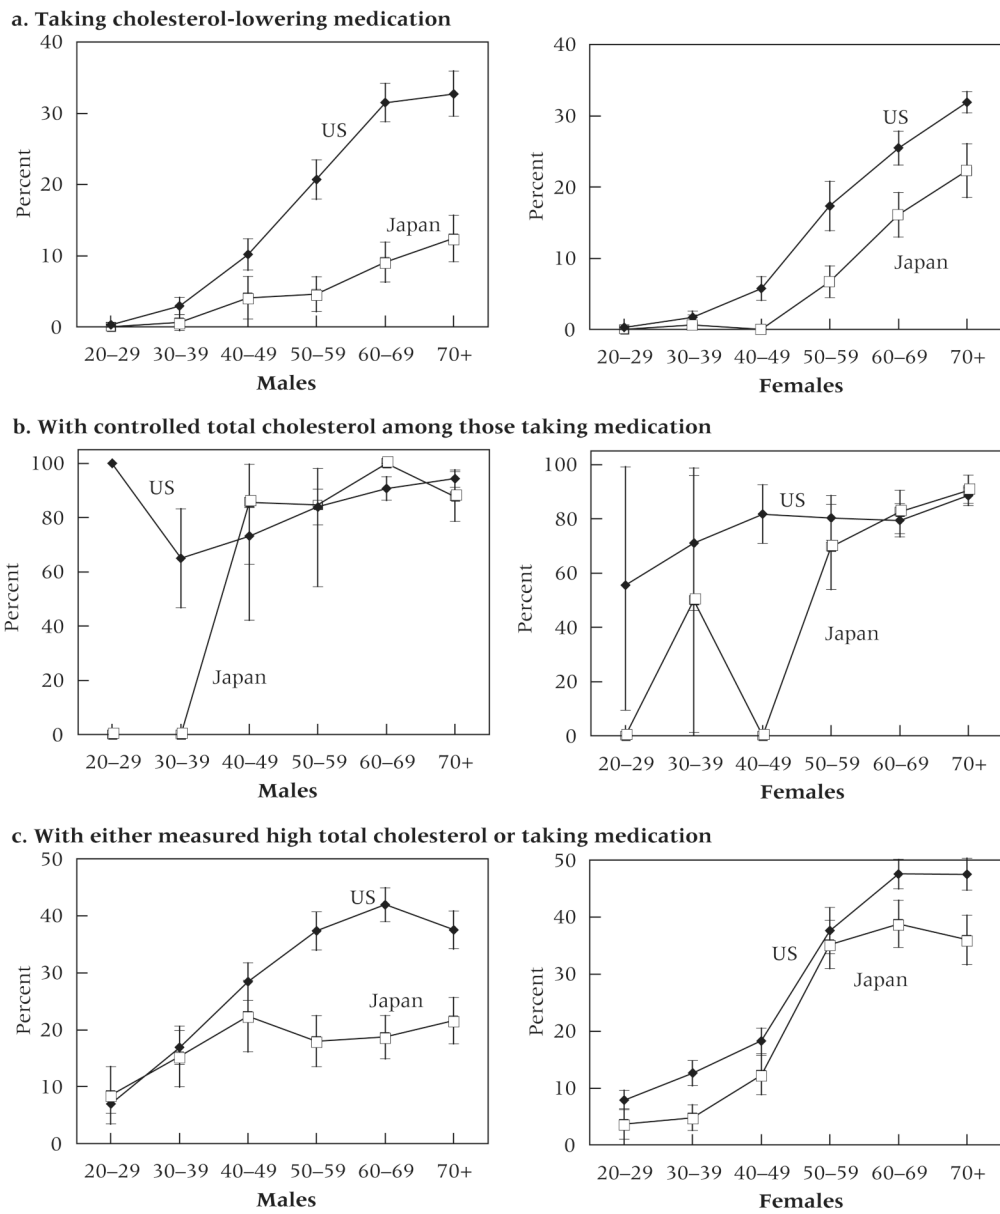 a. Taking cholesterol-lowering medication
40
30
20
10
0
Percent
US
Japan
20–29 30–39 40–49 50–59 60–69 70+
Males
40
30
20
10
0
Percent
US
Japan
20–29 30–39 40–49 50–59 60–69 70+
Females
b. With controlled total cholesterol among those taking medication
100
80
60
40
20
0
Percent
US
Japan
20–29 30–39 40–49 50–59 60–69 70+
Males
100
80
60
40
20
0
Percent
US
Japan
20–29 30–39 40–49 50–59 60–69 70+
Females
c. With either measured high total cholesterol or taking medication
50
40
30
20
10
0
Percent
US
Japan
20–29 30–39 40–49 50–59 60–69 70+
Males
50
40
30
20
10
0
Percent
US
Japan
20–29 30–39 40–49 50–59 60–69 70+
Females